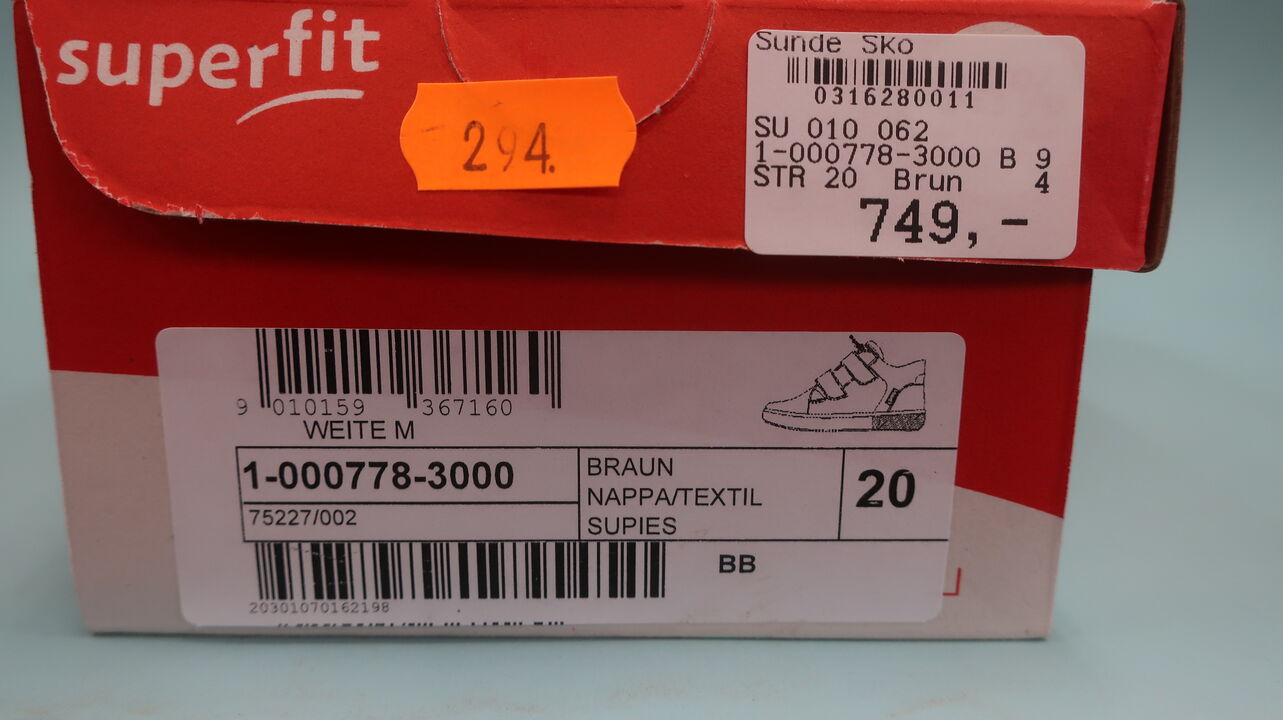 superfit
294.
Sunde Sko
0316280011
SU 010 062
1-000778-3000 B 9
STR 20 Brun 4
749,-
9 010159 367160
WEITE M
1-000778-3000
75227/002
BRAUN
NAPPA/TEXTIL
SUPIES
20
BB
20301070162198